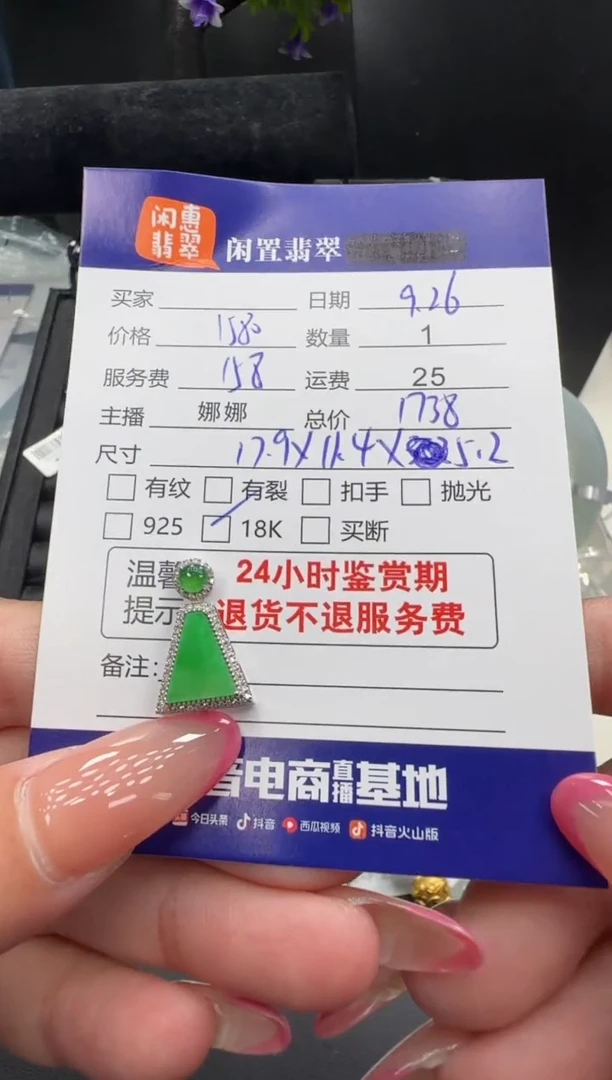 闲惠
翡翠
闲置翡翠
买家 日期 9.26
价格 1580 数量 1
服务费 158 运费 25
主播 娜娜 总价 1738
尺寸 17.9X11.4X5.2
有纹 有裂 扣手 抛光
925 18K 买断
温馨 24小时鉴赏期
提示 退货不退服务费
备注:
音电商直播基地
今日头条 抖音 西瓜视频 抖音火山版